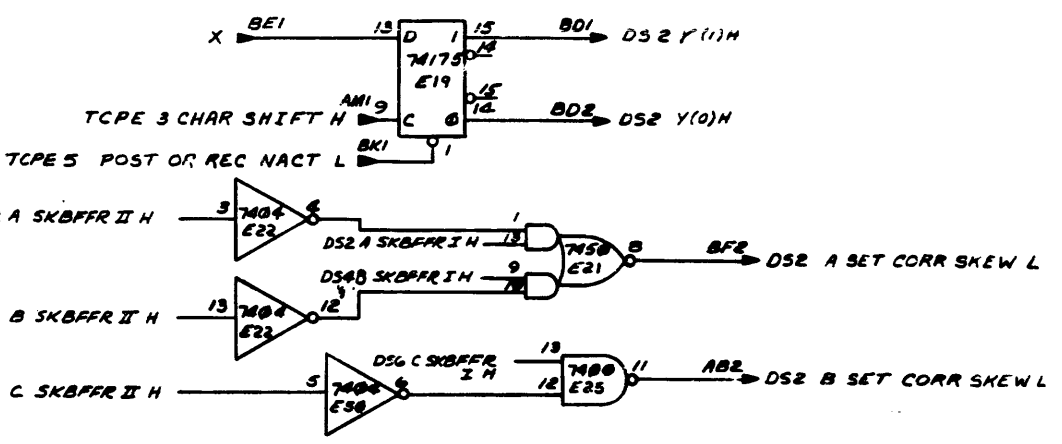 X BE1 13 D 1 15 BD1 DS2 Y(1)H
14
74175
E19
15
TCPE 3 CHAR SHIFT H AM1 9 C 0 14 BD2 DS2 Y(0)H
TCPE 5 POST OR REC NACT L BK1 1
A SKBFFR II H 3 7404 E22 4
1
DS2 A SKBFFR I H 13
7450 E21 8 BF2 DS2 A SET CORR SKEW L
DS4B SKBFFR I H 9
10
B SKBFFR II H 13 7404 E22 12
DS6 C SKBFFR I H 13
7400 E25 11 AB2 DS2 B SET CORR SKEW L
C SKBFFR II H 5 7404 E30 6 12